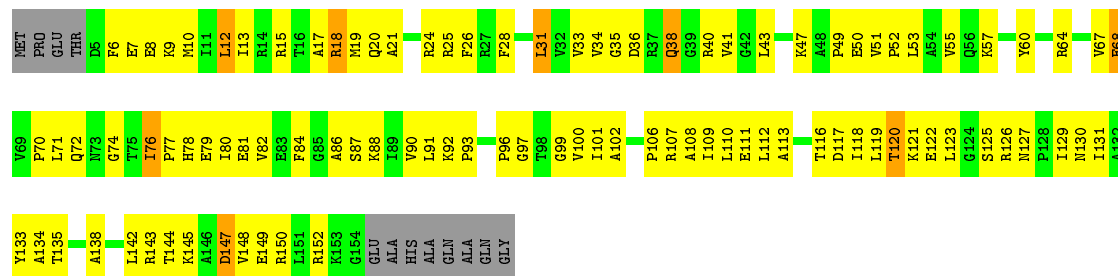 MET PRO GLU THR D5 F6 E7 E8 K9 M10 I11 L12 I13 R14 R15 T16 A17 R18 M19 Q20 A21 R24 R25 F26 R27 F28 L31 V32 V33 V34 G35 D36 R37 Q38 G39 R40 V41 G42 L43 K47 A48 P49 E50 V51 P52 L53 A54 V55 Q56 K57 Y60 R64 V67 E68
V69 P70 L71 Q72 N73 G74 T75 I76 P77 H78 E79 I80 E81 V82 E83 F84 G85 A86 S87 K88 I89 V90 L91 K92 P93 P96 G97 T98 G99 V100 I101 A102 P106 R107 A108 I109 L110 E111 L112 A113 T116 D117 I118 L119 T120 K121 E122 L123 G124 S125 R126 N127 P128 I129 N130 I131 A132
Y133 A134 T135 A138 L142 R143 T144 K145 A146 D147 V148 E149 R150 L151 R152 K153 G154 GLU ALA HIS ALA GLN ALA GLN GLY